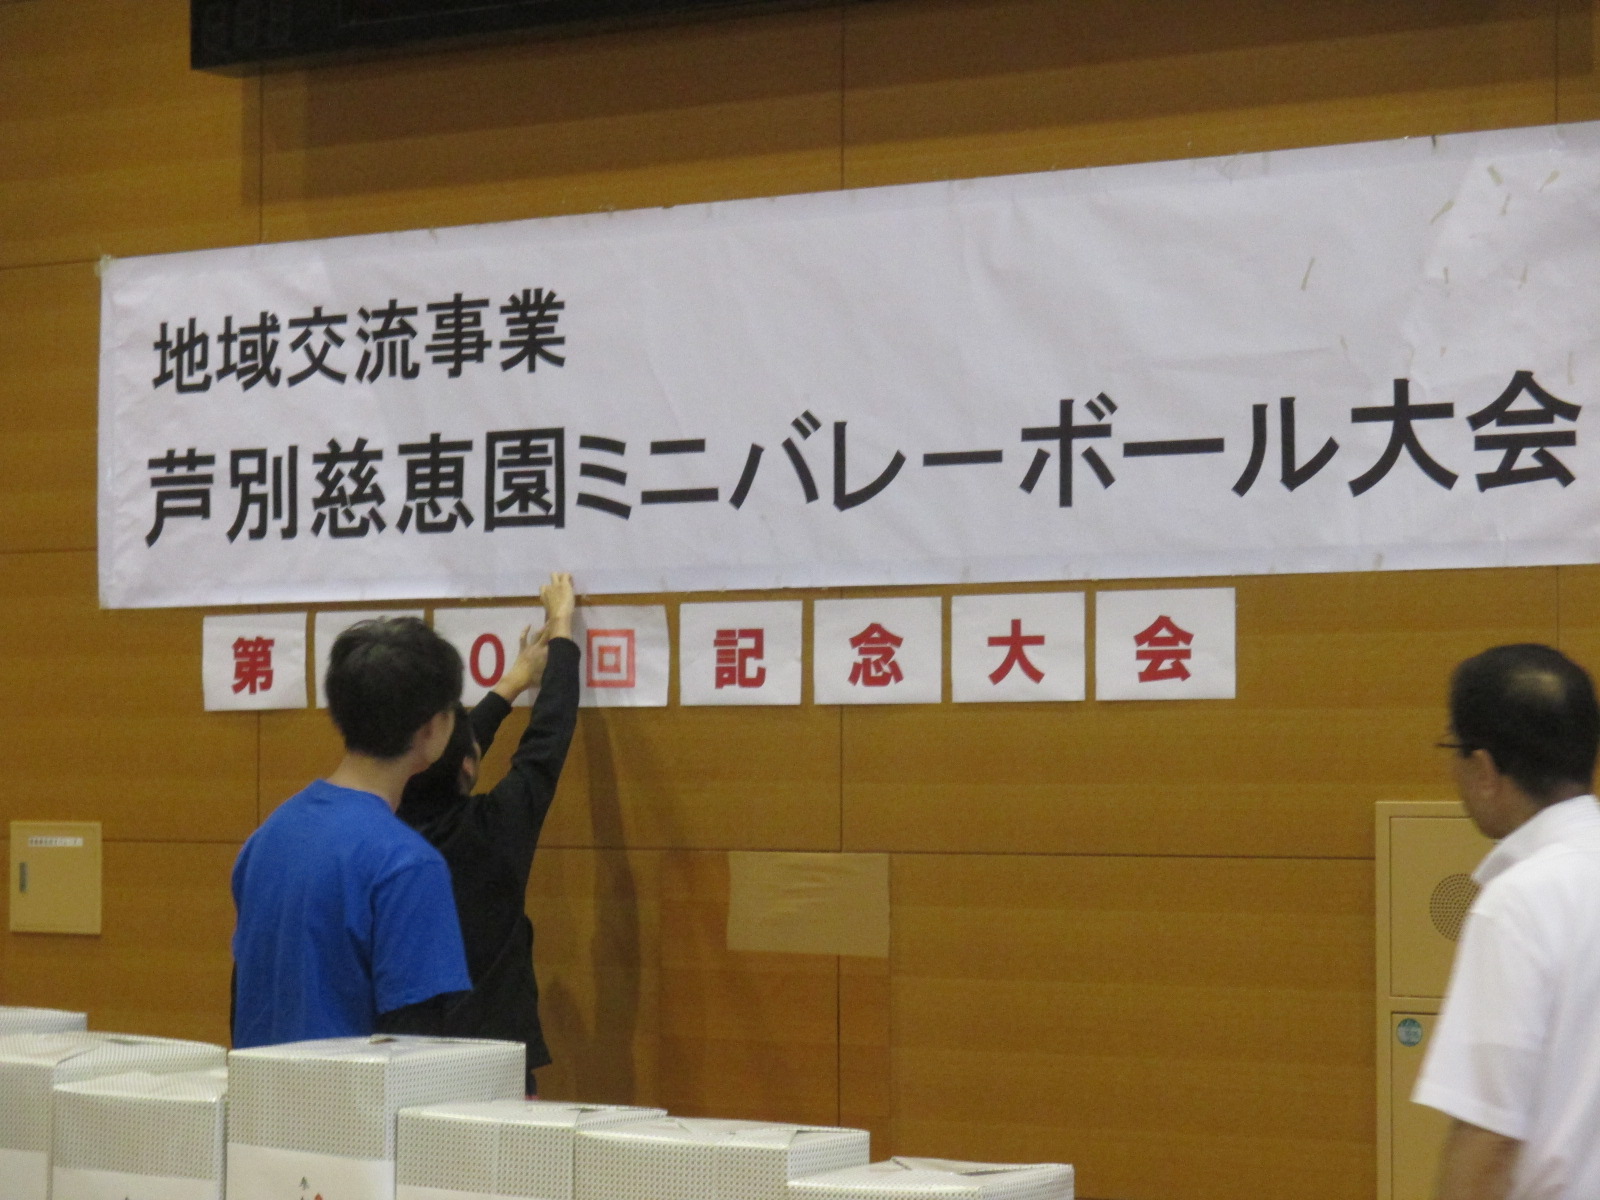 地域交流事業
芦別慈恵園ミニバレーボール大会
第 0回記念大会